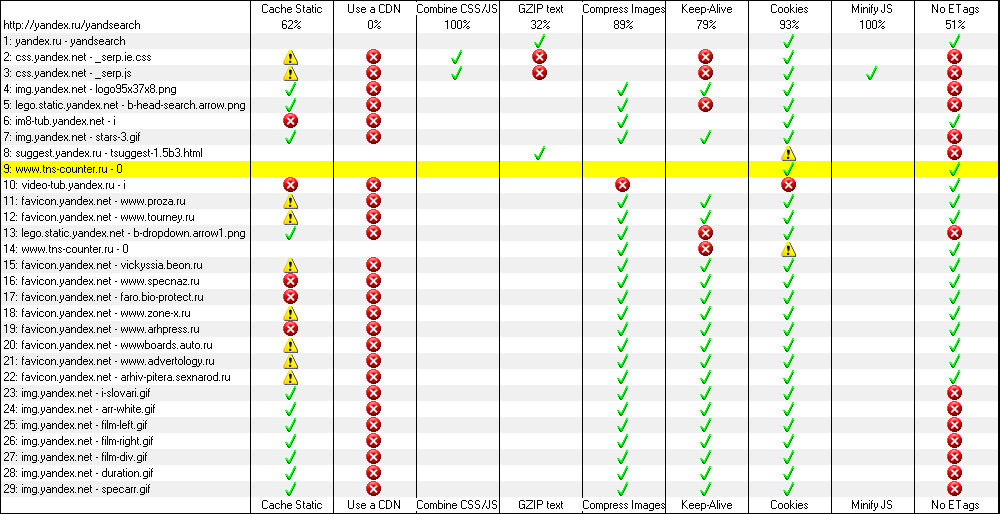 Cache Static Use a CDN Combine CSS/JS GZIP text Compress Images Keep-Alive Cookies Minify JS No ETags
http://yandex.ru/yandsearch 62% 0% 100% 32% 89% 79% 93% 100% 51%
1: yandex.ru - yandsearch
2: css.yandex.net - _serp.ie.css
3: css.yandex.net - _serp.js
4: img.yandex.net - logo95x37x8.png
5: lego.static.yandex.net - b-head-search.arrow.png
6: im8-tub.yandex.net - i
7: img.yandex.net - stars-3.gif
8: suggest.yandex.ru - tsuggest-1.5b3.html
9: www.tns-counter.ru - 0
10: video-tub.yandex.ru - i
11: favicon.yandex.net - www.proza.ru
12: favicon.yandex.net - www.tourney.ru
13: lego.static.yandex.net - b-dropdown.arrow1.png
14: www.tns-counter.ru - 0
15: favicon.yandex.net - vickyssia.beon.ru
16: favicon.yandex.net - www.specnaz.ru
17: favicon.yandex.net - faro.bio-protect.ru
18: favicon.yandex.net - www.zone-x.ru
19: favicon.yandex.net - www.arhpress.ru
20: favicon.yandex.net - wwwboards.auto.ru
21: favicon.yandex.net - www.advertology.ru
22: favicon.yandex.net - arhiv-pitera.sexnarod.ru
23: img.yandex.net - i-slovari.gif
24: img.yandex.net - arr-white.gif
25: img.yandex.net - film-left.gif
26: img.yandex.net - film-right.gif
27: img.yandex.net - film-div.gif
28: img.yandex.net - duration.gif
29: img.yandex.net - specarr.gif
Cache Static Use a CDN Combine CSS/JS GZIP text Compress Images Keep-Alive Cookies Minify JS No ETags